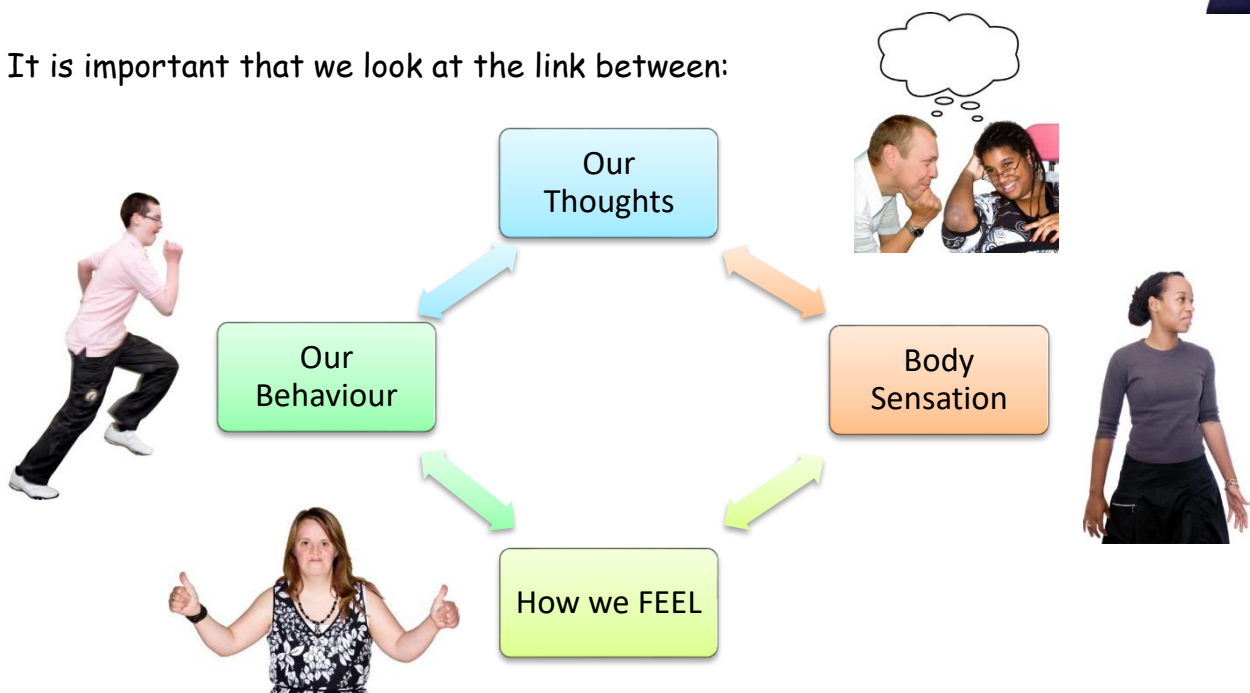 It is important that we look at the link between:
Our
Thoughts
Our
Behaviour
Body
Sensation
How we FEEL